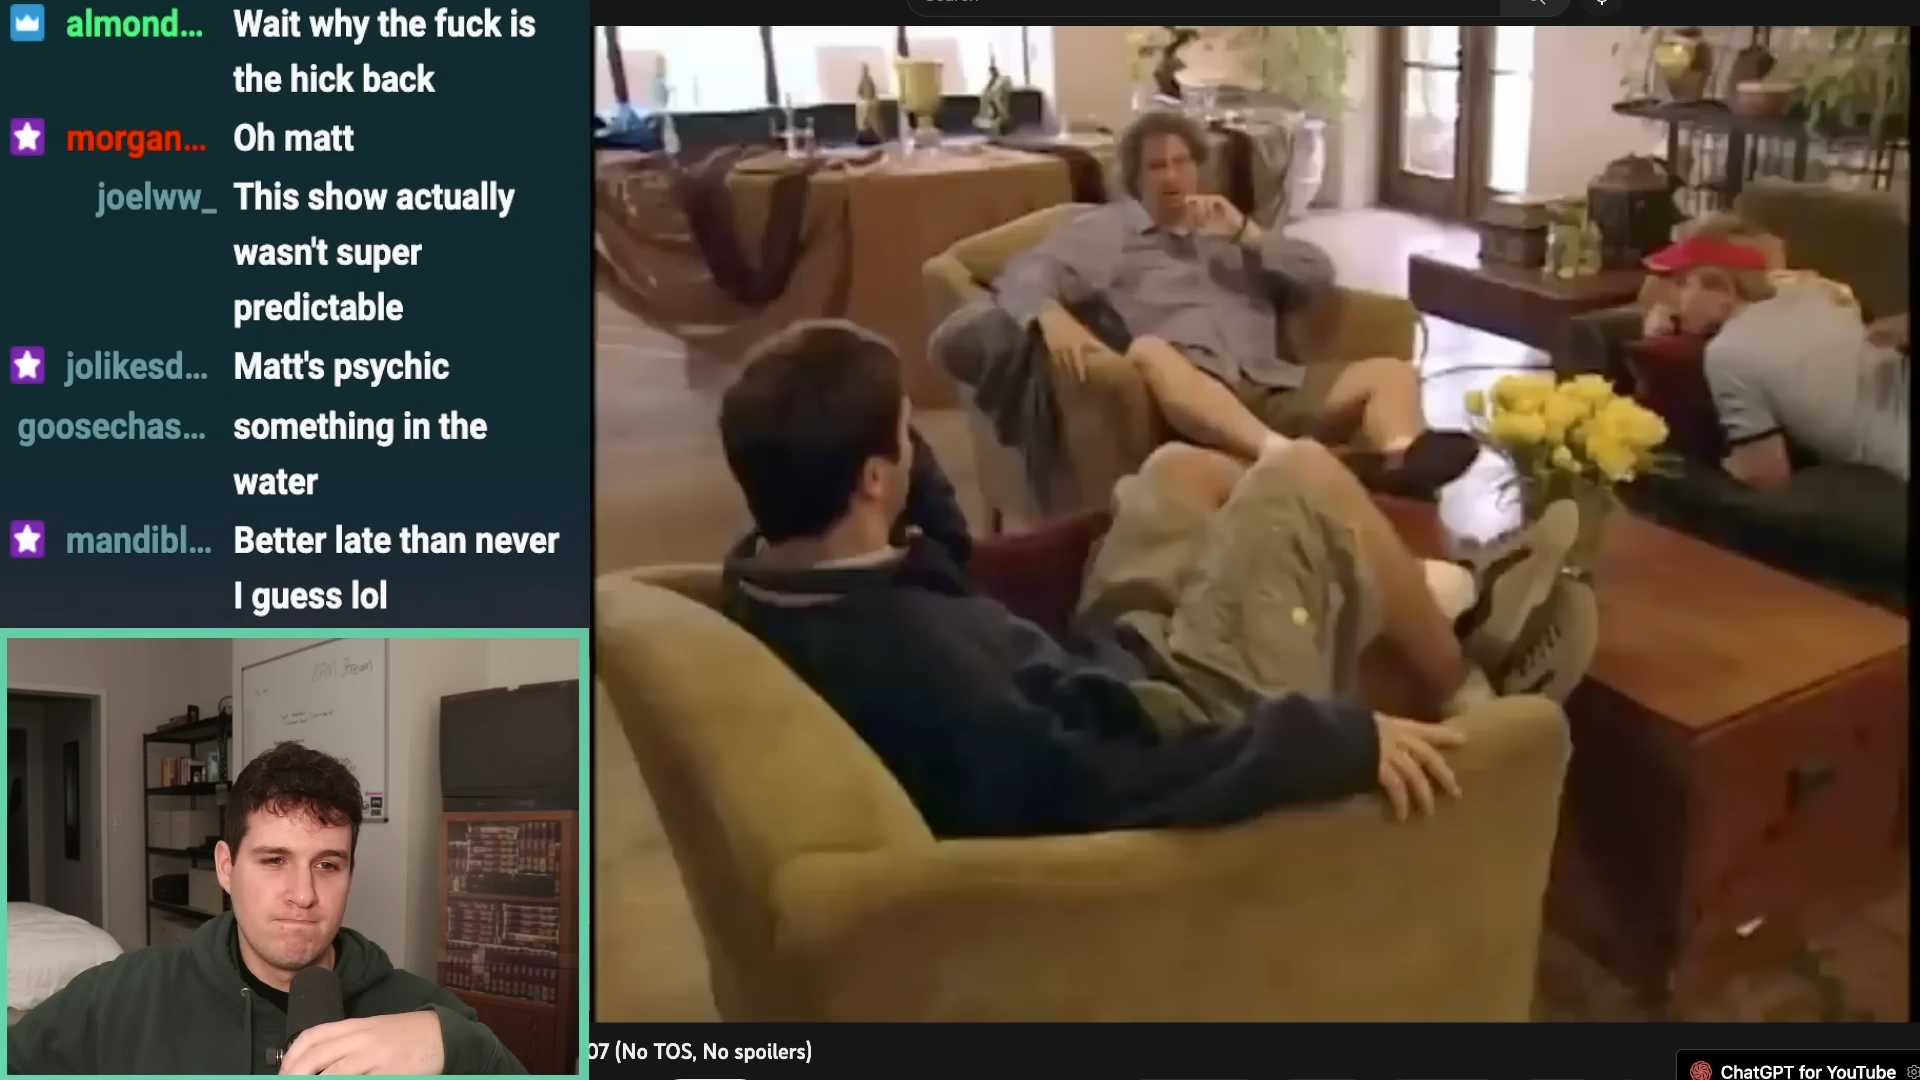 Search
almond... Wait why the fuck is
the hick back
morgan... Oh matt
joelww_ This show actually
wasn't super
predictable
jolikesd... Matt's psychic
goosechas... something in the
water
mandibl... Better late than never
I guess lol
07 (No TOS, No spoilers)
ChatGPT for YouTube